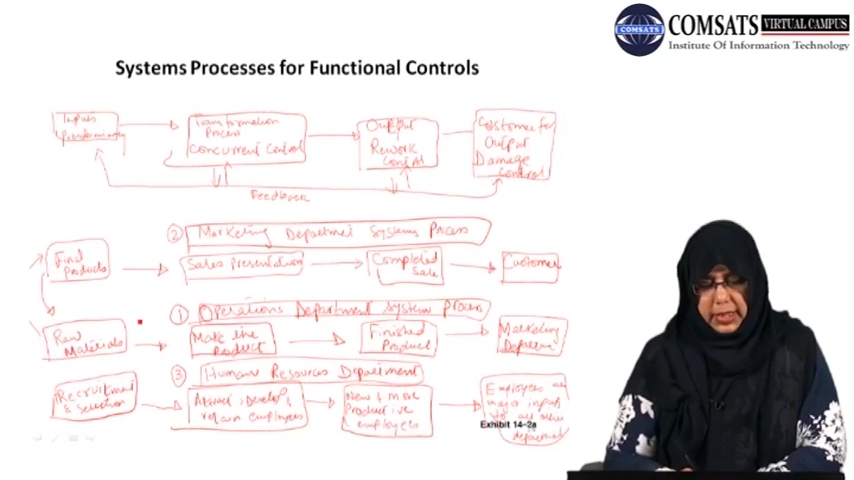 COMSATS VIRTUAL CAMPUS
COMSATS
Institute Of Information Technology
Systems Processes for Functional Controls
Inputs
Transformation
Process
Concurrent Control
Output
Rework
Control
Customer for
Output
Damage
Control
Feedback
② Marketing Department Systems Process
Final
Products
Sales Presentation
Completed
Sale
Customer
① Operations Department System Process
Raw
Materials
Make the
Product
Finished
Product
Marketing
③ Human Resources Department
Recruitment
& Selection
Attract, Develop &
retain employees
New & more
Productive
employees
Employees as
major inputs
to all other
department
Exhibit 14-2a